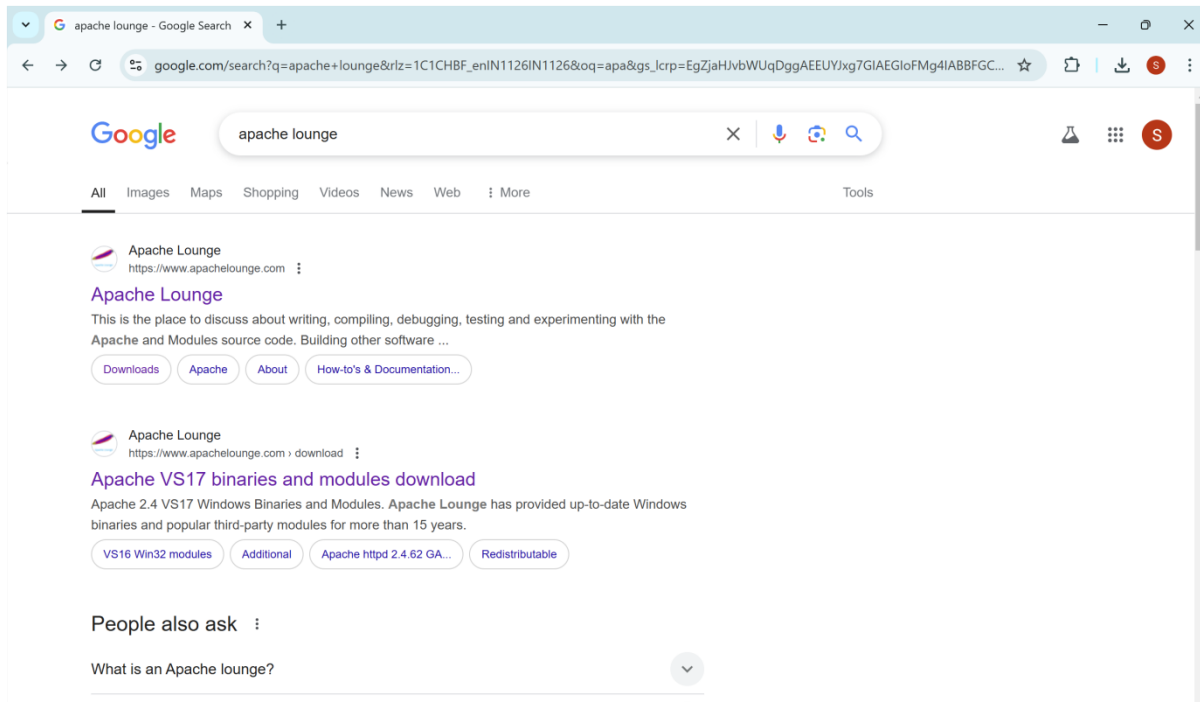 apache lounge - Google Search
google.com/search?q=apache+lounge&rlz=1C1CHBF_enIN1126IN1126&oq=apa&gs_lcrp=EgZjaHJvbWUqDggAEEUYJxg7GIAEGIoFMg4IABBFGC...
S
Google
apache lounge
S
All Images Maps Shopping Videos News Web More Tools
Apache Lounge
https://www.apachelounge.com
Apache Lounge
This is the place to discuss about writing, compiling, debugging, testing and experimenting with the
Apache and Modules source code. Building other software ...
Downloads Apache About How-to's & Documentation...
Apache Lounge
https://www.apachelounge.com › download
Apache VS17 binaries and modules download
Apache 2.4 VS17 Windows Binaries and Modules. Apache Lounge has provided up-to-date Windows
binaries and popular third-party modules for more than 15 years.
VS16 Win32 modules Additional Apache httpd 2.4.62 GA... Redistributable
People also ask
What is an Apache lounge?